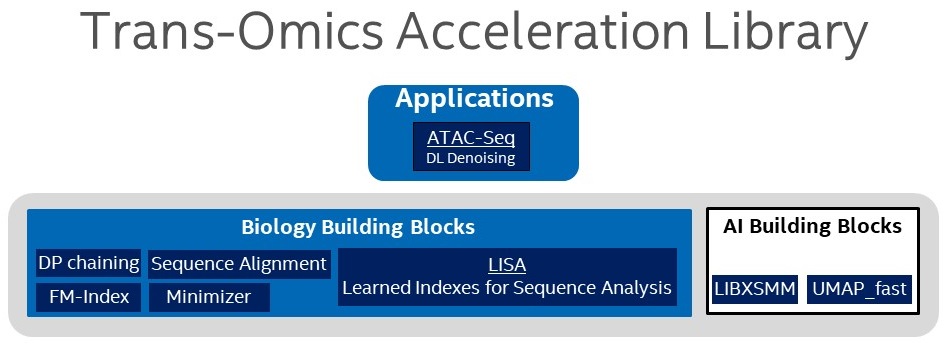 Trans-Omics Acceleration Library
Applications
ATAC-Seq
DL Denoising
Biology Building Blocks
DP chaining
Sequence Alignment
FM-Index
Minimizer
LISA
Learned Indexes for Sequence Analysis
AI Building Blocks
LIBXSMM
UMAP_fast